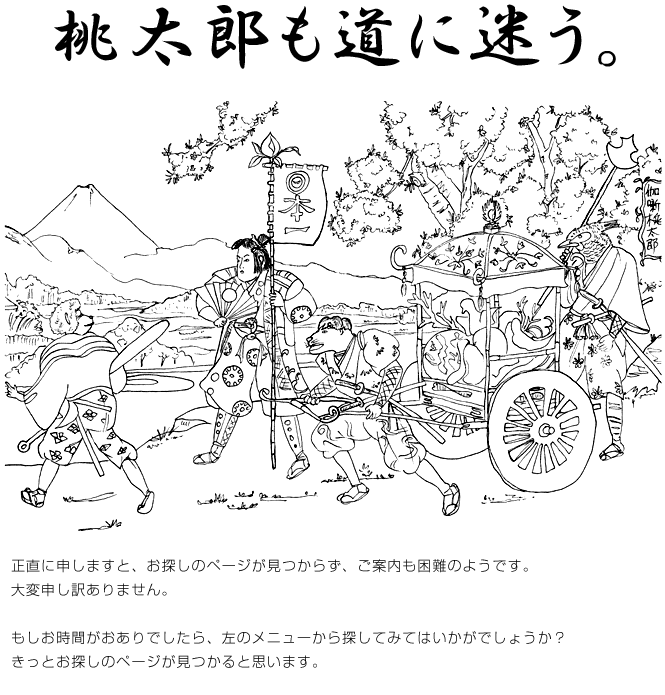 桃太郎も道に迷う。
日本一
伽噺桃太郎
正直に申しますと、お探しのページが見つからず、ご案内も困難のようです。
大変申し訳ありません。
もしお時間がおありでしたら、左のメニューから探してみてはいかがでしょうか？
きっとお探しのページが見つかると思います。